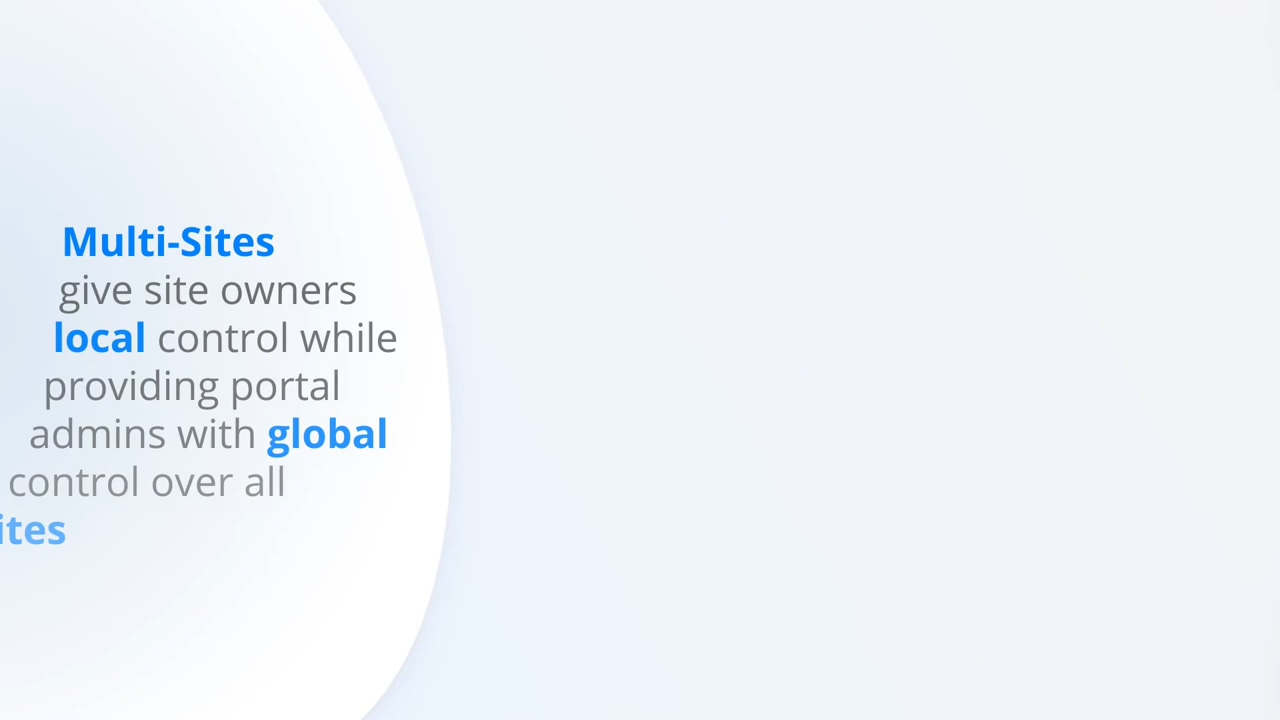 Multi-Sites
give site owners
local control while
providing portal
admins with global
control over all
ites